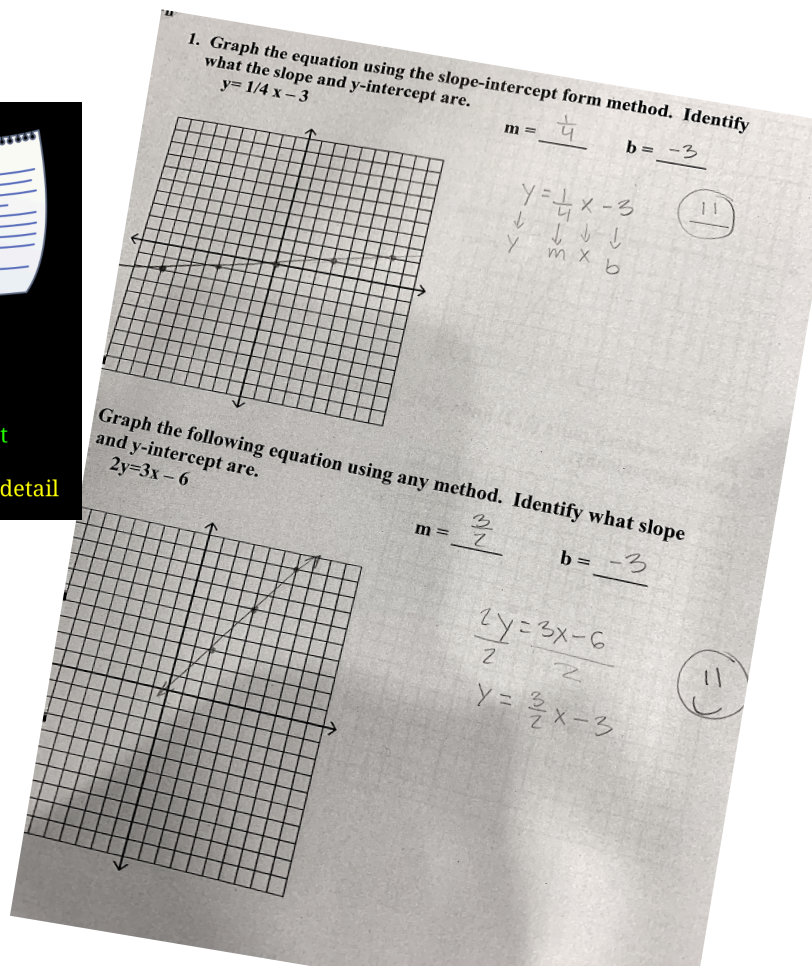 1. Graph the equation using the slope-intercept form method. Identify
what the slope and y-intercept are.
y= 1/4 x – 3
m = 1/4
b = -3
y = 1/4 x - 3
↓ ↓ ↓ ↓
y m x b
t
detail
Graph the following equation using any method. Identify what slope
and y-intercept are.
2y=3x – 6
m = 3/2
b = -3
2y = 3x - 6
2 2
y = 3/2 x - 3